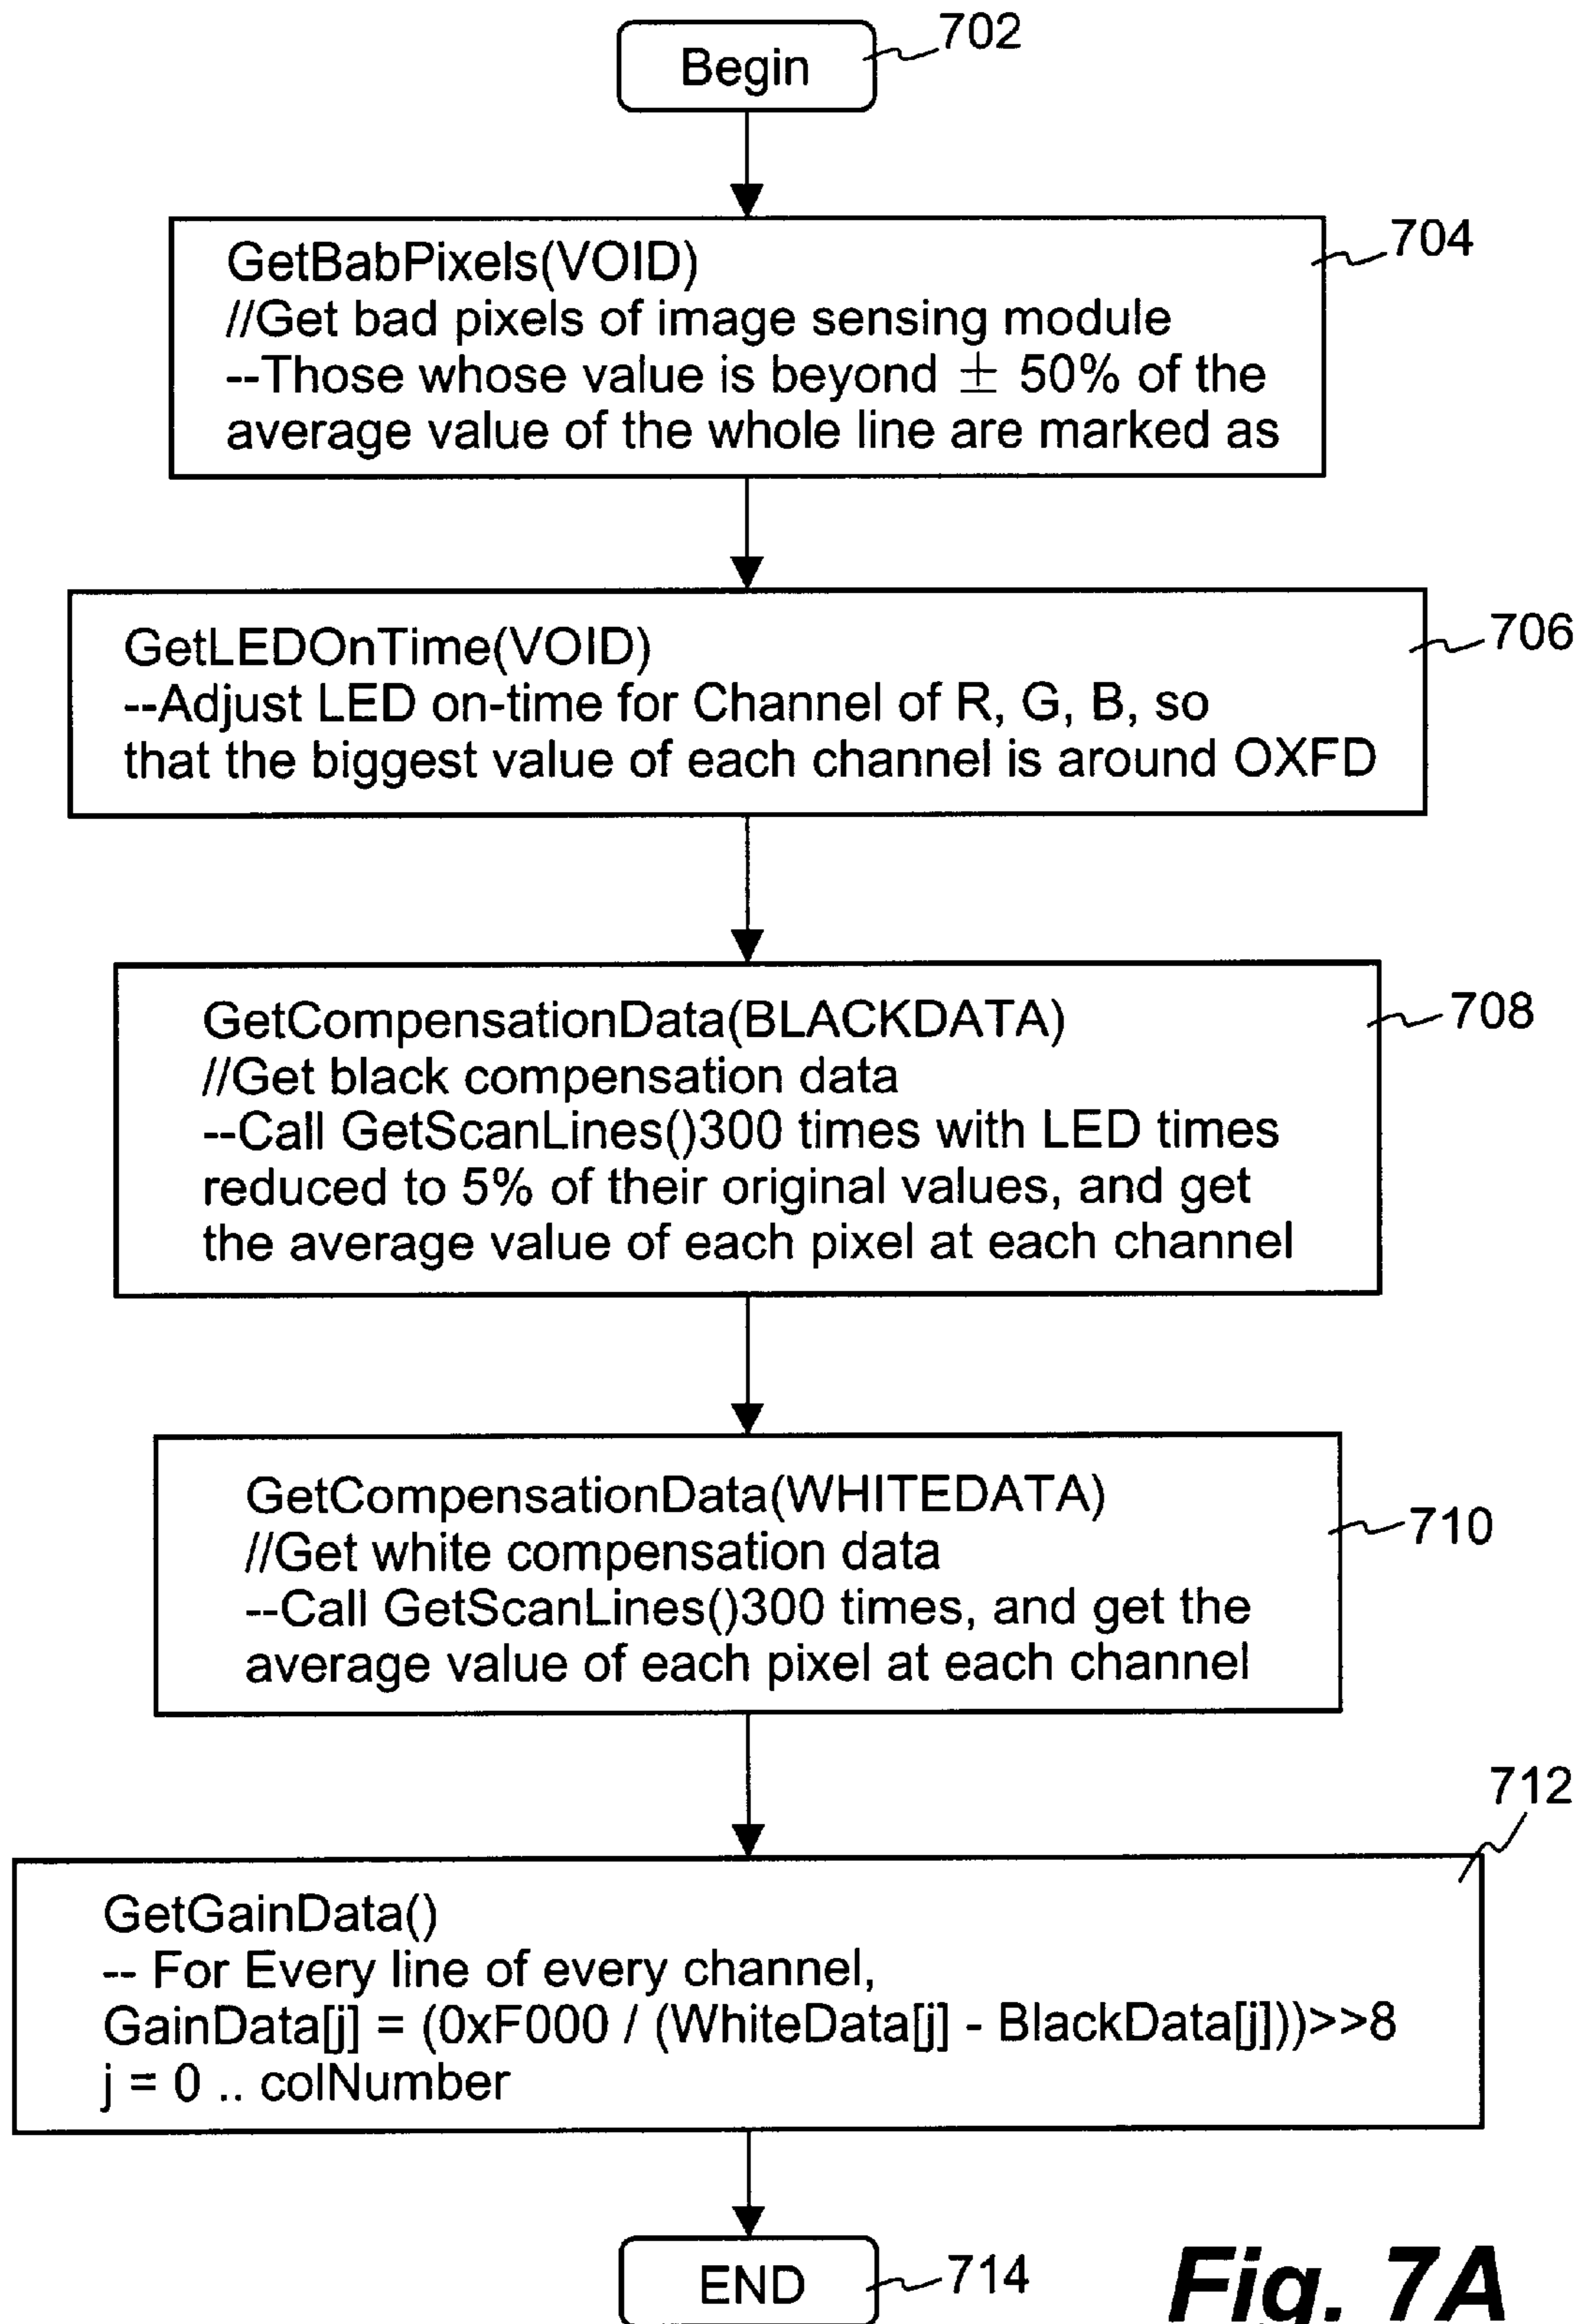 Begin
702
GetBabPixels(VOID)
//Get bad pixels of image sensing module
--Those whose value is beyond ± 50% of the
average value of the whole line are marked as
704
GetLEDOnTime(VOID)
--Adjust LED on-time for Channel of R, G, B, so
that the biggest value of each channel is around OXFD
706
GetCompensationData(BLACKDATA)
//Get black compensation data
--Call GetScanLines()300 times with LED times
reduced to 5% of their original values, and get
the average value of each pixel at each channel
708
GetCompensationData(WHITEDATA)
//Get white compensation data
--Call GetScanLines()300 times, and get the
average value of each pixel at each channel
710
712
GetGainData()
-- For Every line of every channel,
GainData[j] = (0xF000 / (WhiteData[j] - BlackData[j]))>>8
j = 0 .. colNumber
END
714
Fig. 7A